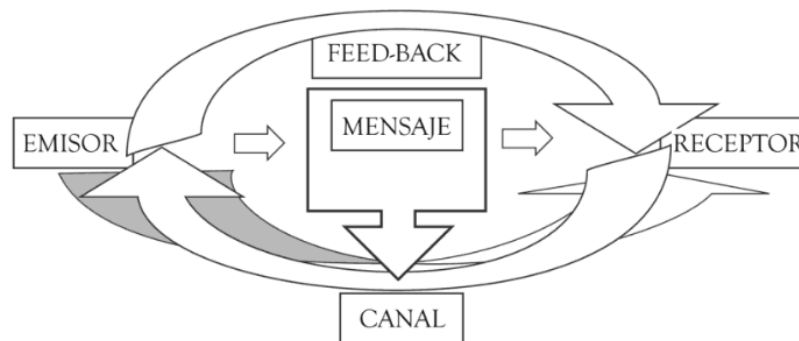 FEED-BACK
MENSAJE
EMISOR
RECEPTOR
CANAL